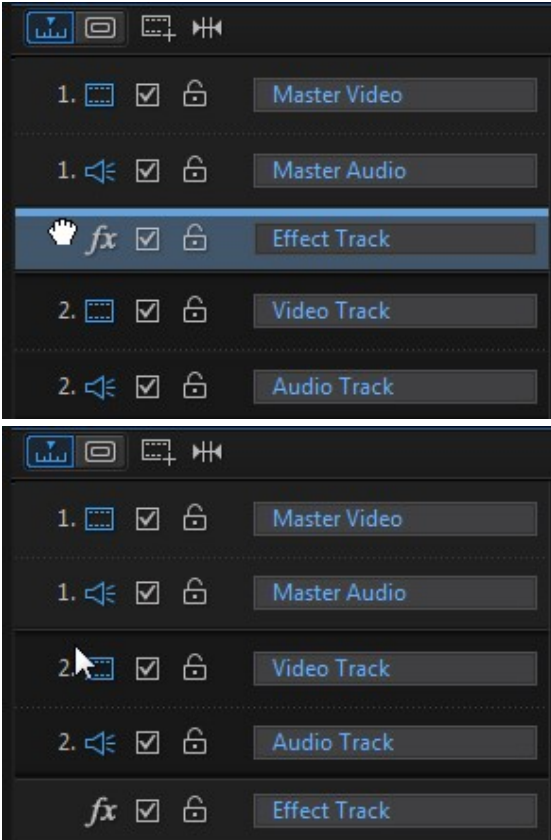 1. Master Video
1. Master Audio
fx Effect Track
2. Video Track
2. Audio Track
1. Master Video
1. Master Audio
2. Video Track
2. Audio Track
fx Effect Track